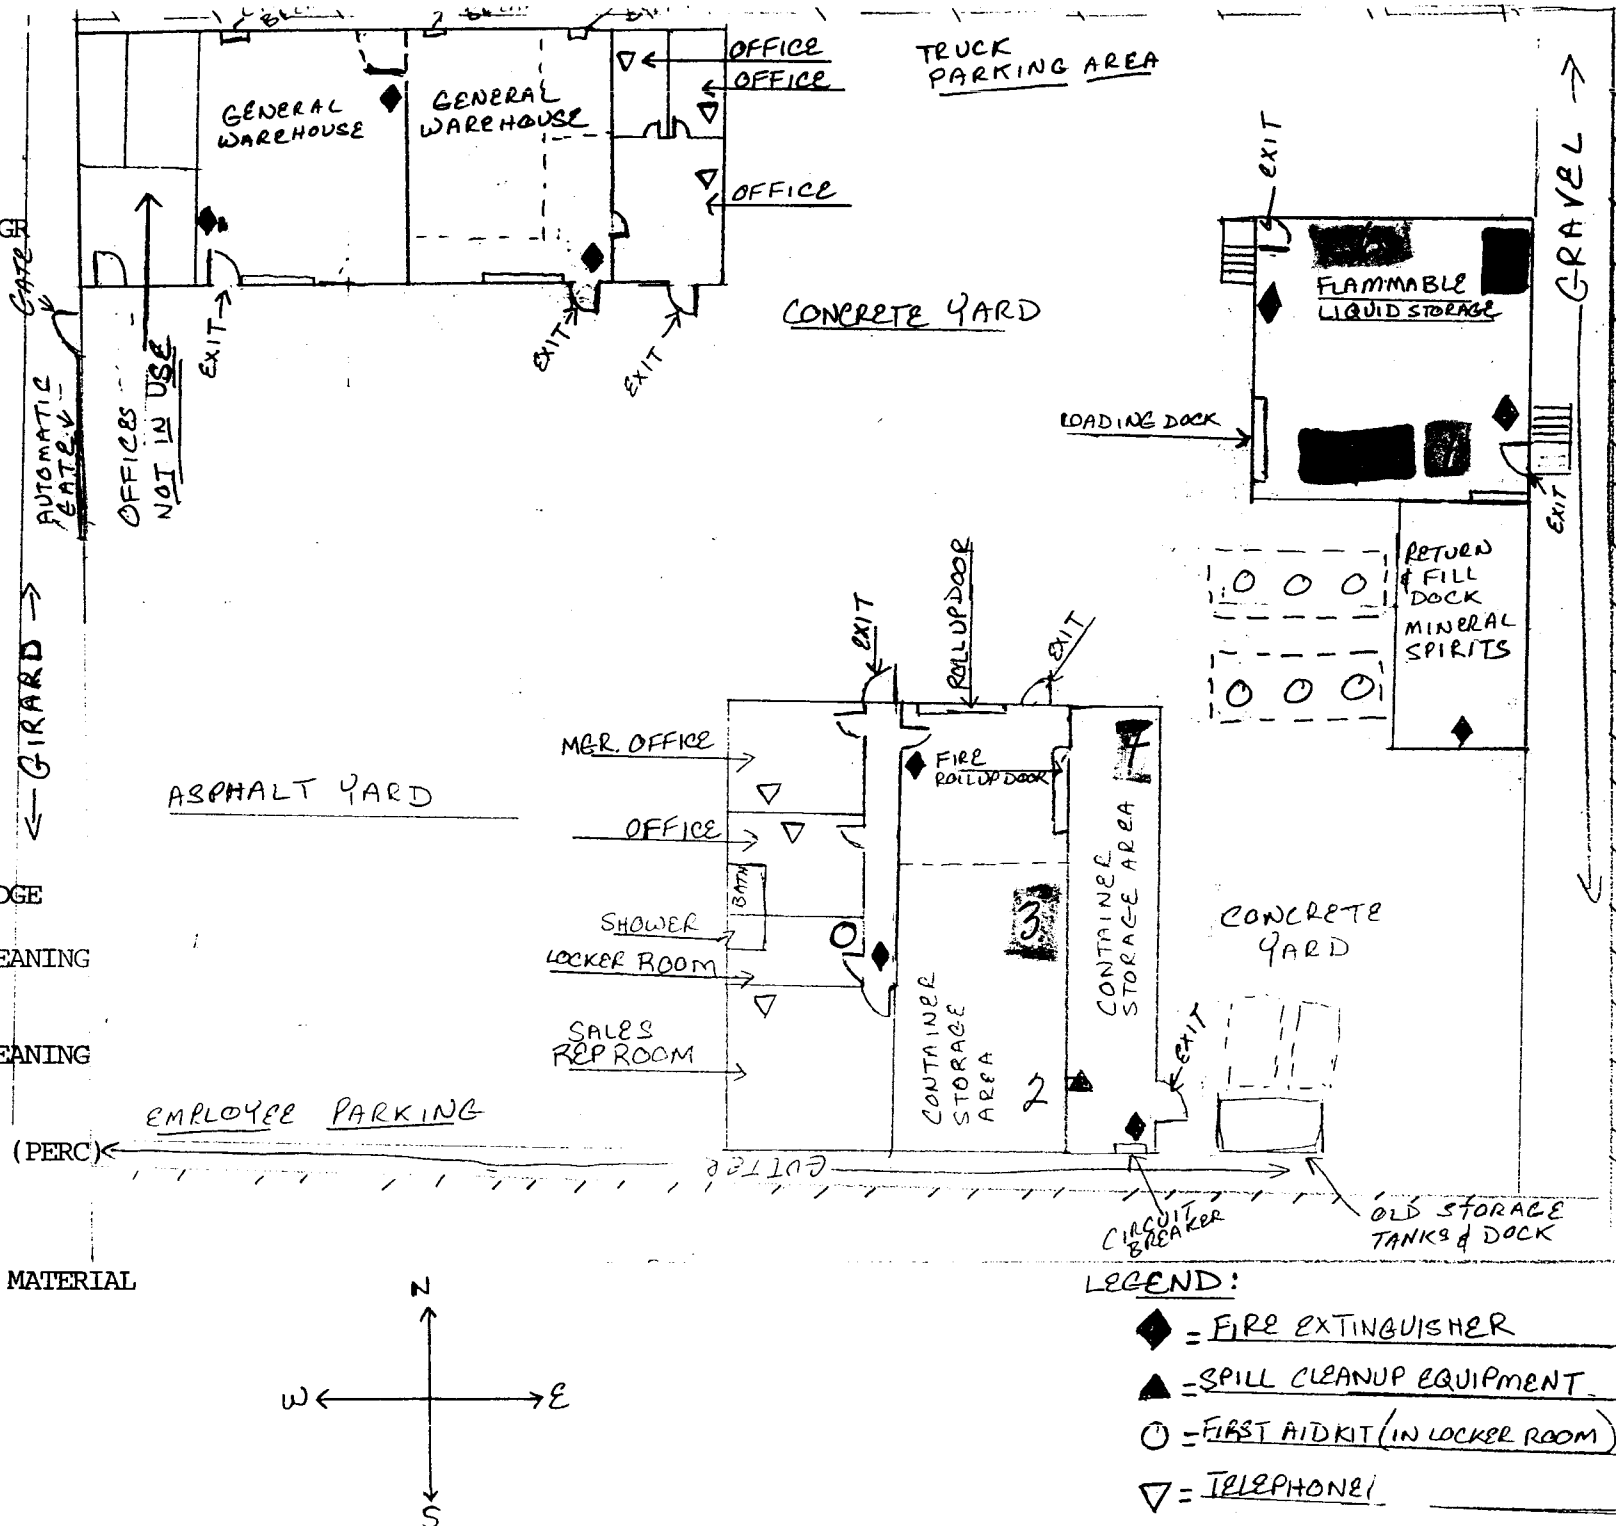 OFFICE
OFFICE
TRUCK
PARKING AREA
GENERAL
WAREHOUSE
GENERAL
WAREHOUSE
OFFICE
EXIT
GRAVEL
GR
GATE
FLAMMABLE
LIQUID STORAGE
CONCRETE YARD
EXIT
EXIT
EXIT
AUTOMATIC
GATE
OFFICES
NOT IN USE
LOADING DOCK
EXIT
RETURN
& FILL
DOCK
MINERAL
SPIRITS
GIRARD
EXIT
ROLLUP DOOR
EXIT
MGR. OFFICE
FIRE
ROLLUP DOOR
4
ASPHALT YARD
OFFICE
BATH
SHOWER
LOCKER ROOM
SALES
REP ROOM
3
CONTAINER
STORAGE AREA
CONTAINER
STORAGE
AREA
2
CONCRETE
YARD
EXIT
DGE
EANING
EANING
EMPLOYEE PARKING
(PERC)
GUTTER
CIRCUIT
BREAKER
OLD STORAGE
TANKS & DOCK
MATERIAL
N
W
E
S
LEGEND:
= FIRE EXTINGUISHER
= SPILL CLEANUP EQUIPMENT
= FIRST AID KIT (IN LOCKER ROOM)
= TELEPHONE